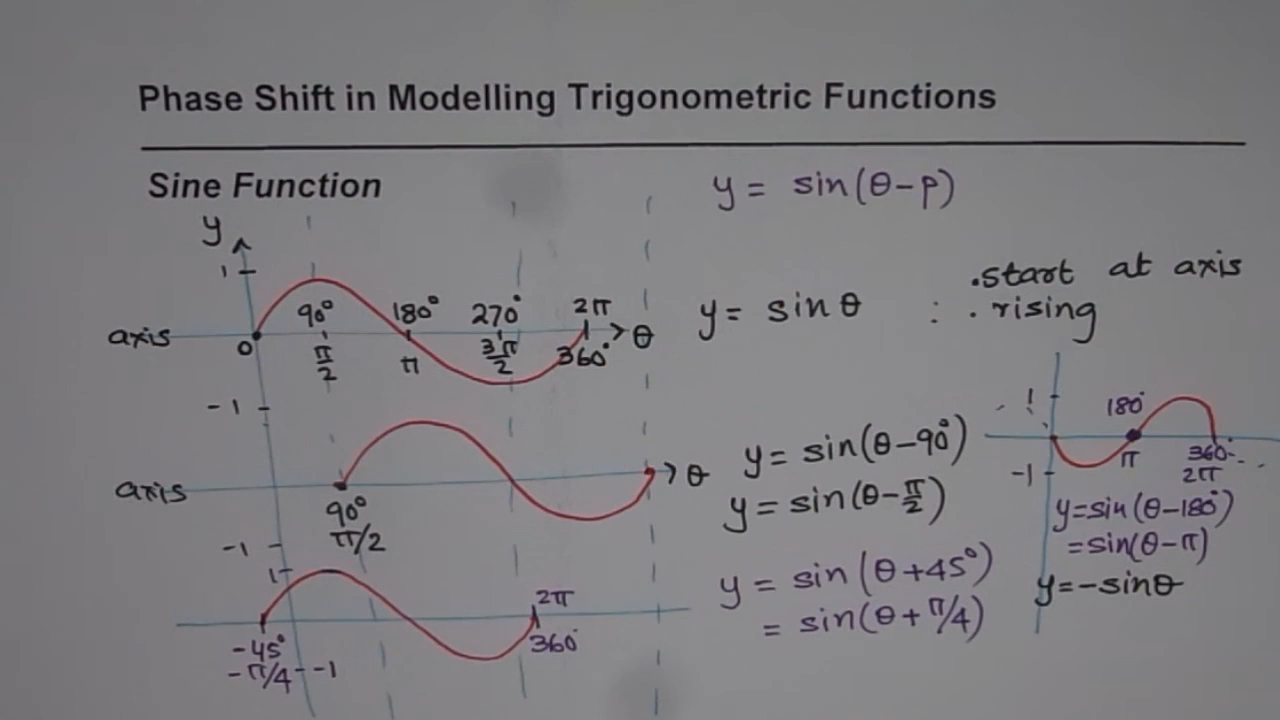 Phase Shift in Modelling Trigonometric Functions
Sine Function
y = sin(θ-p)
y
1
90° 180° 270° 2π
axis
θ
0 π/2 π 3π/2 360°
-1
y = sinθ : .start at axis
. rising
axis
θ
90°
π/2
-1
y = sin(θ-90°)
y = sin(θ-π/2)
1
180°
-1
π
360°
2π
y=sin(θ-180°)
=sin(θ-π)
y=-sinθ
1
2π
360°
-45°
-π/4
-1
y = sin(θ+45°)
= sin(θ+π/4)